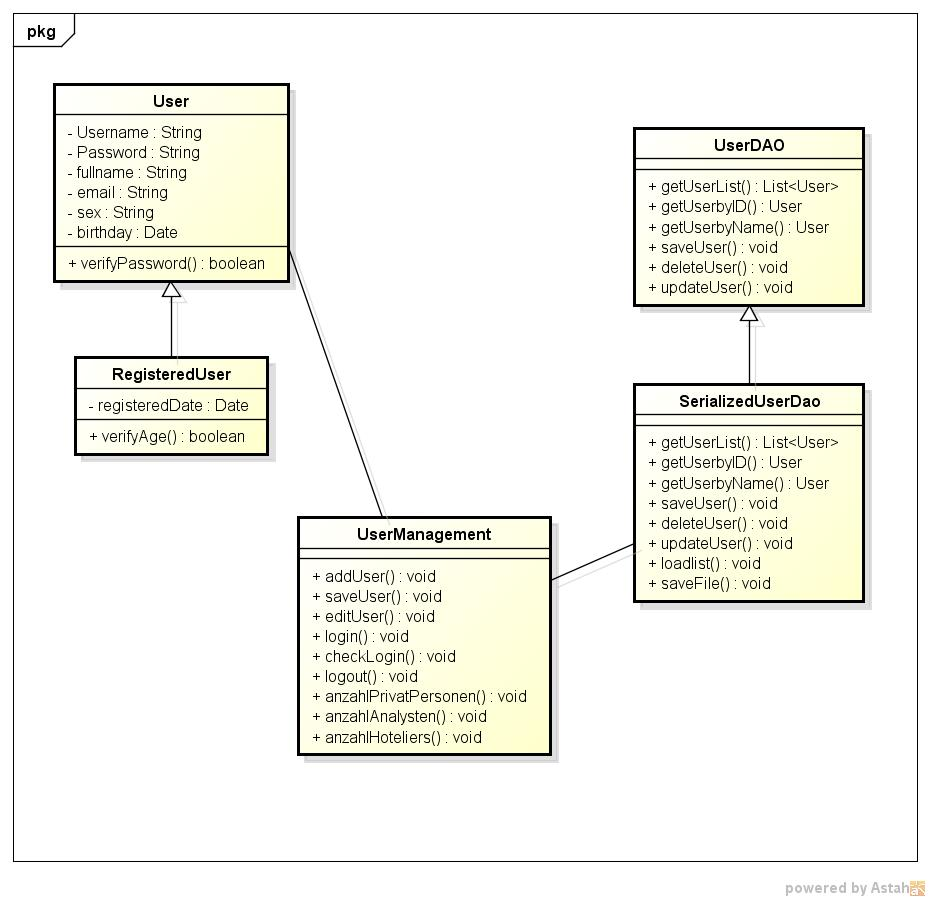 pkg
User
- Username : String
- Password : String
- fullname : String
- email : String
- sex : String
- birthday : Date
+ verifyPassword() : boolean
RegisteredUser
- registeredDate : Date
+ verifyAge() : boolean
UserDAO
+ getUserList() : List<User>
+ getUserbyID() : User
+ getUserbyName() : User
+ saveUser() : void
+ deleteUser() : void
+ updateUser() : void
SerializedUserDao
+ getUserList() : List<User>
+ getUserbyID() : User
+ getUserbyName() : User
+ saveUser() : void
+ deleteUser() : void
+ updateUser() : void
+ loadlist() : void
+ saveFile() : void
UserManagement
+ addUser() : void
+ saveUser() : void
+ editUser() : void
+ login() : void
+ checkLogin() : void
+ logout() : void
+ anzahlPrivatPersonen() : void
+ anzahlAnalysten() : void
+ anzahlHoteliers() : void
powered by Astah